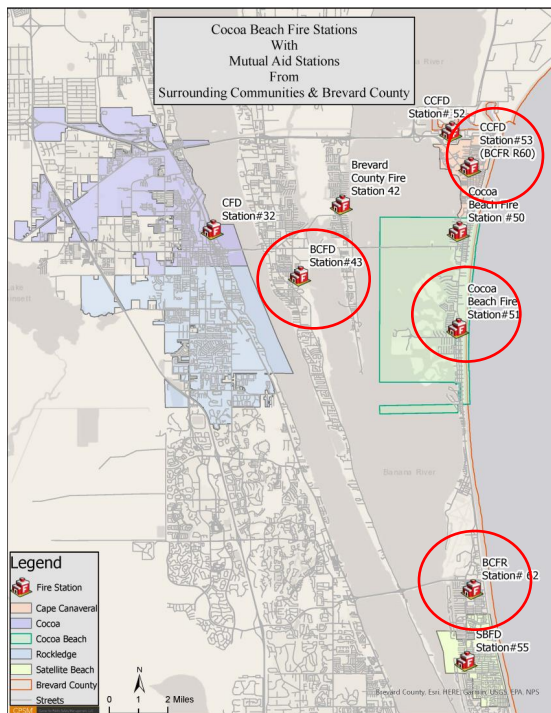 Cocoa Beach Fire Stations
With
Mutual Aid Stations
From
Surrounding Communities & Brevard County
CCFD
Station# 52
CCFD
Station#53
(BCFR R60)
Brevard
County Fire
Station 42
Cocoa
Beach Fire
Station #50
CFD
Station#32
BCFD
Station#43
Cocoa
Beach Fire
Station#51
Banana River
BCFR
Station# 62
SBFD
Station#55
Legend
Fire Station
Cape Canaveral
Cocoa
Cocoa Beach
Rockledge
Satellite Beach
Brevard County
Streets
CPSM
N
0 1 2 Miles
Brevard County, Esri, HERE, Garmin, USGS, EPA, NPS